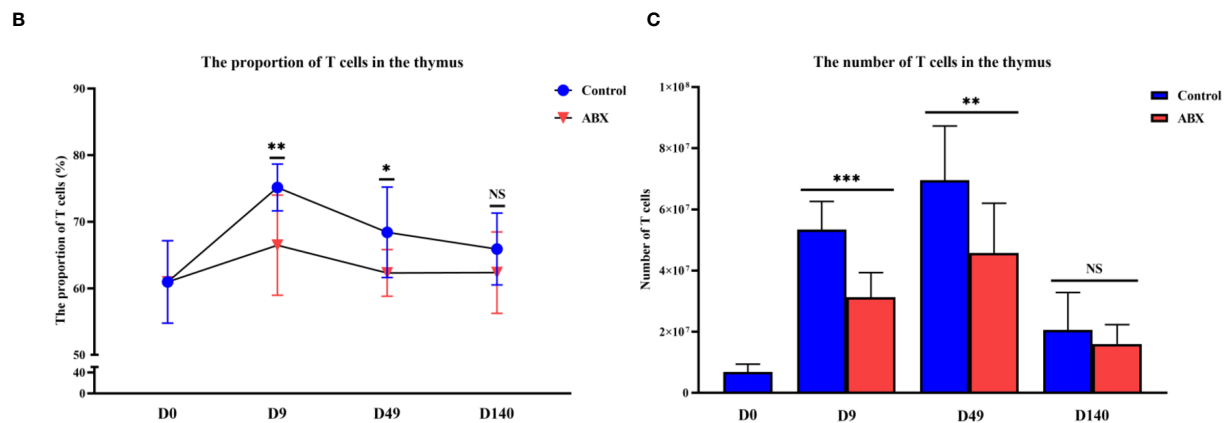 B
The proportion of T cells in the thymus
The proportion of T cells (%)
90
80
70
60
50
40
0
**
*
NS
Control
ABX
D0 D9 D49 D140
C
The number of T cells in the thymus
Number of T cells
1×10⁸
8×10⁷
6×10⁷
4×10⁷
2×10⁷
0
***
**
NS
Control
ABX
D0 D9 D49 D140